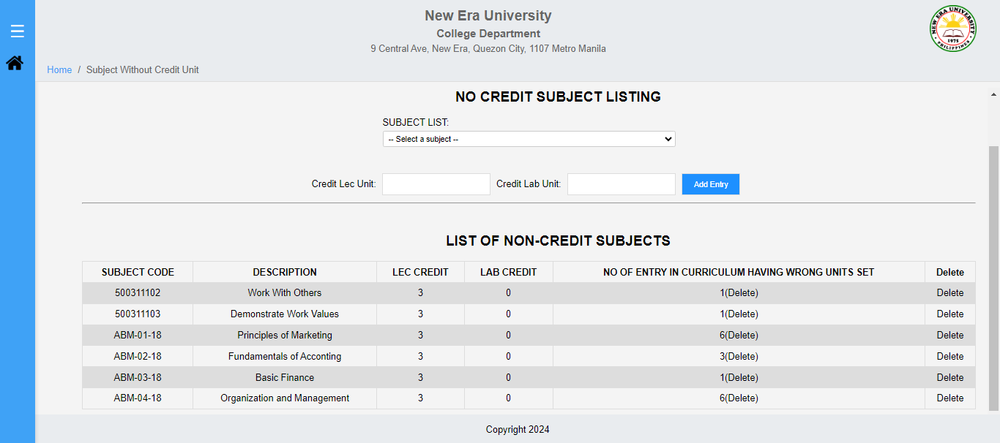 New Era University
College Department
9 Central Ave, New Era, Quezon City, 1107 Metro Manila
NEW ERA UNIVERSITY
1975
PHILIPPINES
Home / Subject Without Credit Unit
NO CREDIT SUBJECT LISTING
SUBJECT LIST:
-- Select a subject --
Credit Lec Unit: Credit Lab Unit: Add Entry
LIST OF NON-CREDIT SUBJECTS
SUBJECT CODE DESCRIPTION LEC CREDIT LAB CREDIT NO OF ENTRY IN CURRICULUM HAVING WRONG UNITS SET Delete
500311102 Work With Others 3 0 1(Delete) Delete
500311103 Demonstrate Work Values 3 0 1(Delete) Delete
ABM-01-18 Principles of Marketing 3 0 6(Delete) Delete
ABM-02-18 Fundamentals of Acconting 3 0 3(Delete) Delete
ABM-03-18 Basic Finance 3 0 1(Delete) Delete
ABM-04-18 Organization and Management 3 0 6(Delete) Delete
Copyright 2024